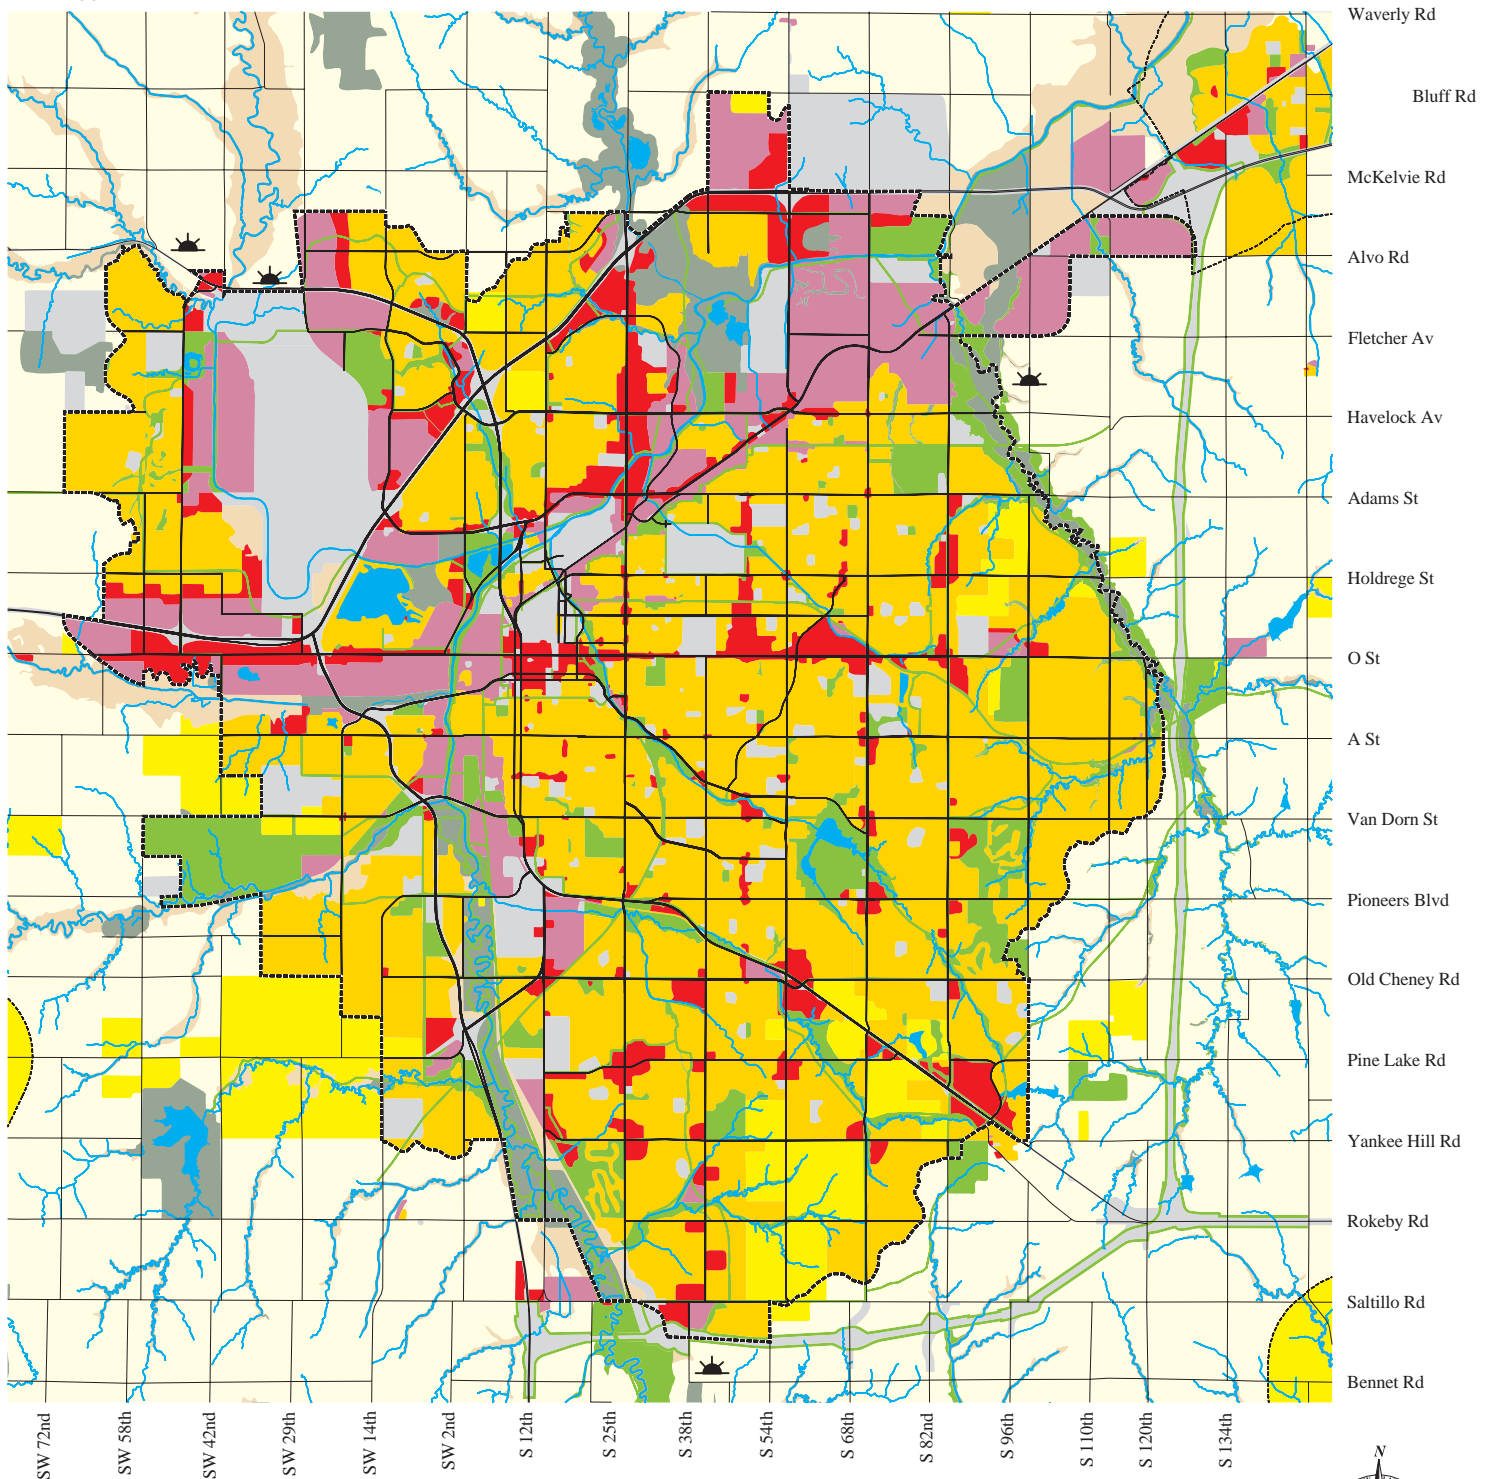 Waverly Rd
Bluff Rd
McKelvie Rd
Alvo Rd
Fletcher Av
Havelock Av
Adams St
Holdrege St
O St
A St
Van Dorn St
Pioneers Blvd
Old Cheney Rd
Pine Lake Rd
Yankee Hill Rd
Rokeby Rd
Saltillo Rd
Bennet Rd
SW 72nd
SW 58th
SW 42nd
SW 29th
SW 14th
SW 2nd
S 12th
S 25th
S 38th
S 54th
S 68th
S 82nd
S 96th
S 110th
S 120th
S 134th
N